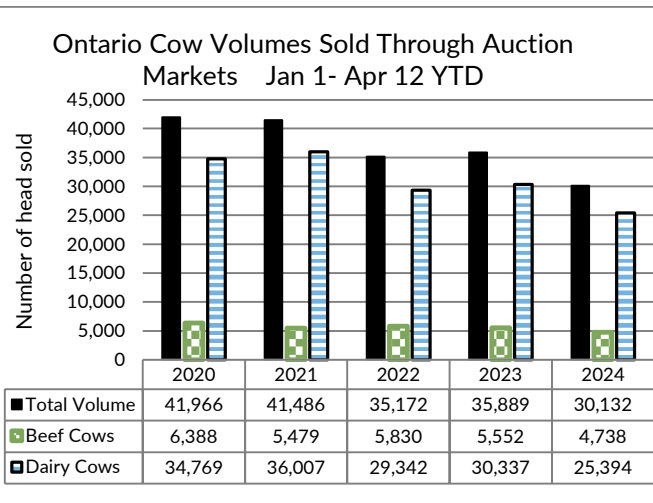 Ontario Cow Volumes Sold Through Auction
Markets Jan 1- Apr 12 YTD
Number of head sold
45,000
40,000
35,000
30,000
25,000
20,000
15,000
10,000
5,000
0
2020 2021 2022 2023 2024
Total Volume 41,966 41,486 35,172 35,889 30,132
Beef Cows 6,388 5,479 5,830 5,552 4,738
Dairy Cows 34,769 36,007 29,342 30,337 25,394